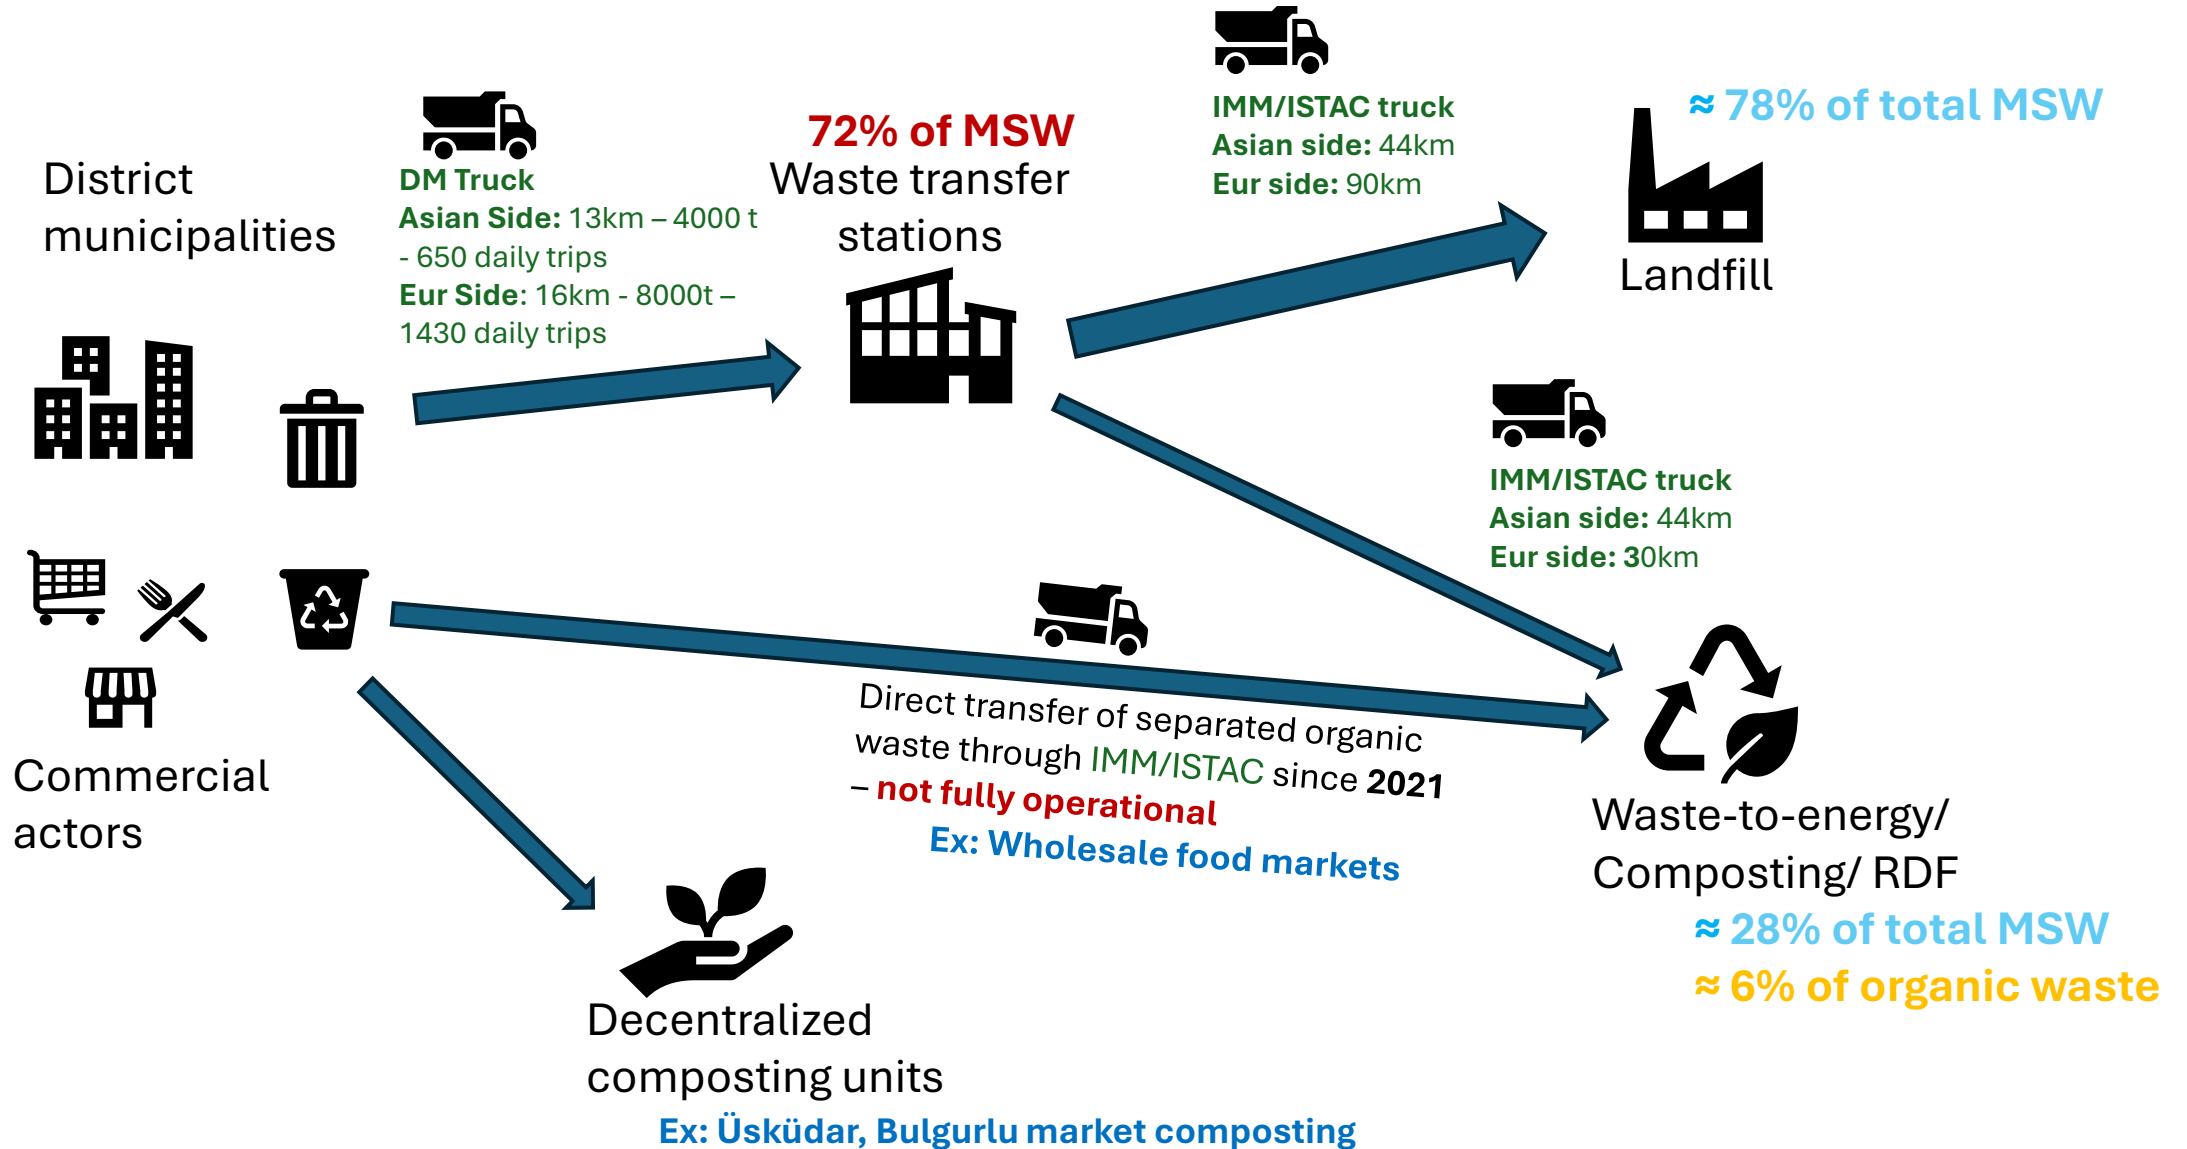 District
municipalities
DM Truck
Asian Side: 13km – 4000 t
- 650 daily trips
Eur Side: 16km - 8000t –
1430 daily trips
72% of MSW
Waste transfer
stations
IMM/ISTAC truck
Asian side: 44km
Eur side: 90km
≈ 78% of total MSW
Landfill
IMM/ISTAC truck
Asian side: 44km
Eur side: 30km
Commercial
actors
Direct transfer of separated organic
waste through IMM/ISTAC since 2021
– not fully operational
Ex: Wholesale food markets
Waste-to-energy/
Composting/ RDF
≈ 28% of total MSW
≈ 6% of organic waste
Decentralized
composting units
Ex: Üsküdar, Bulgurlu market composting